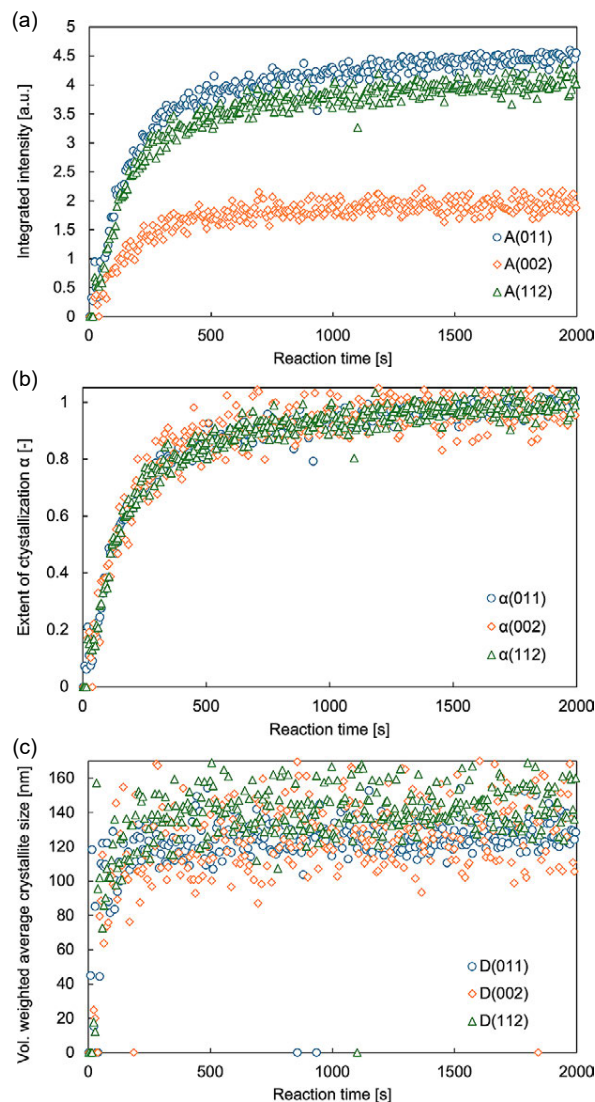 (a)
Integrated intensity [a.u.]
5
4.5
4
3.5
3
2.5
2
1.5
1
0.5
0
A(011)
A(002)
A(112)
0
500
1000
1500
2000
Reaction time [s]
(b)
Extent of ctystallization α [-]
1
0.8
0.6
0.4
0.2
0
α(011)
α(002)
α(112)
0
500
1000
1500
2000
Reaction time [s]
(c)
Vol. weighted average crystallite size [nm]
160
140
120
100
80
60
40
20
0
D(011)
D(002)
D(112)
0
500
1000
1500
2000
Reaction time [s]